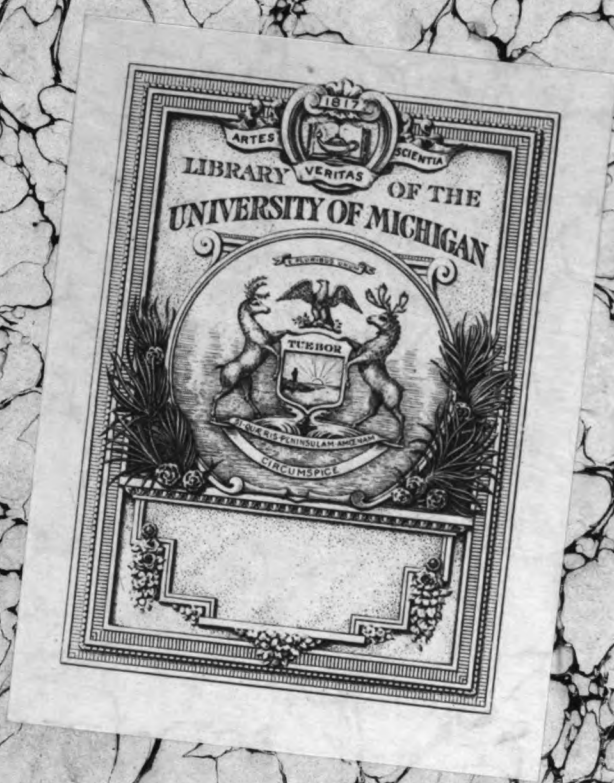 1817
ARTES SCIENTIA
VERITAS
LIBRARY OF THE
UNIVERSITY OF MICHIGAN
E PLURIBUS UNUM
TUEBOR
SI·QUÆRIS·PENINSULAM·AMŒNAM
CIRCUMSPICE